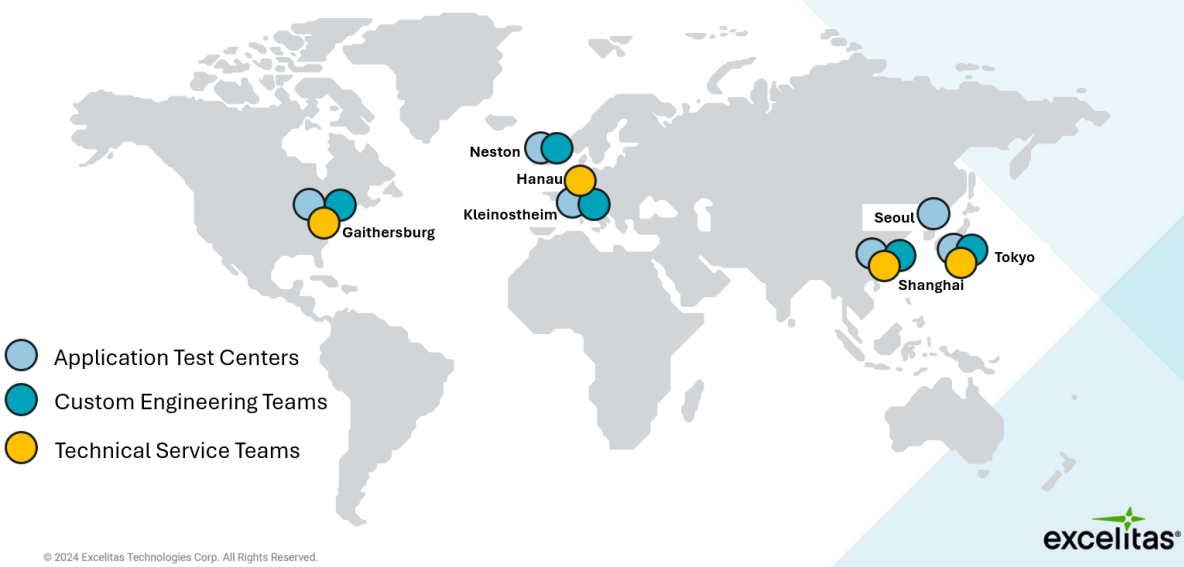 Neston
Hanau
Kleinostheim
Gaithersburg
Seoul
Tokyo
Shanghai
Application Test Centers
Custom Engineering Teams
Technical Service Teams
excelitas®
© 2024 Excelitas Technologies Corp. All Rights Reserved.